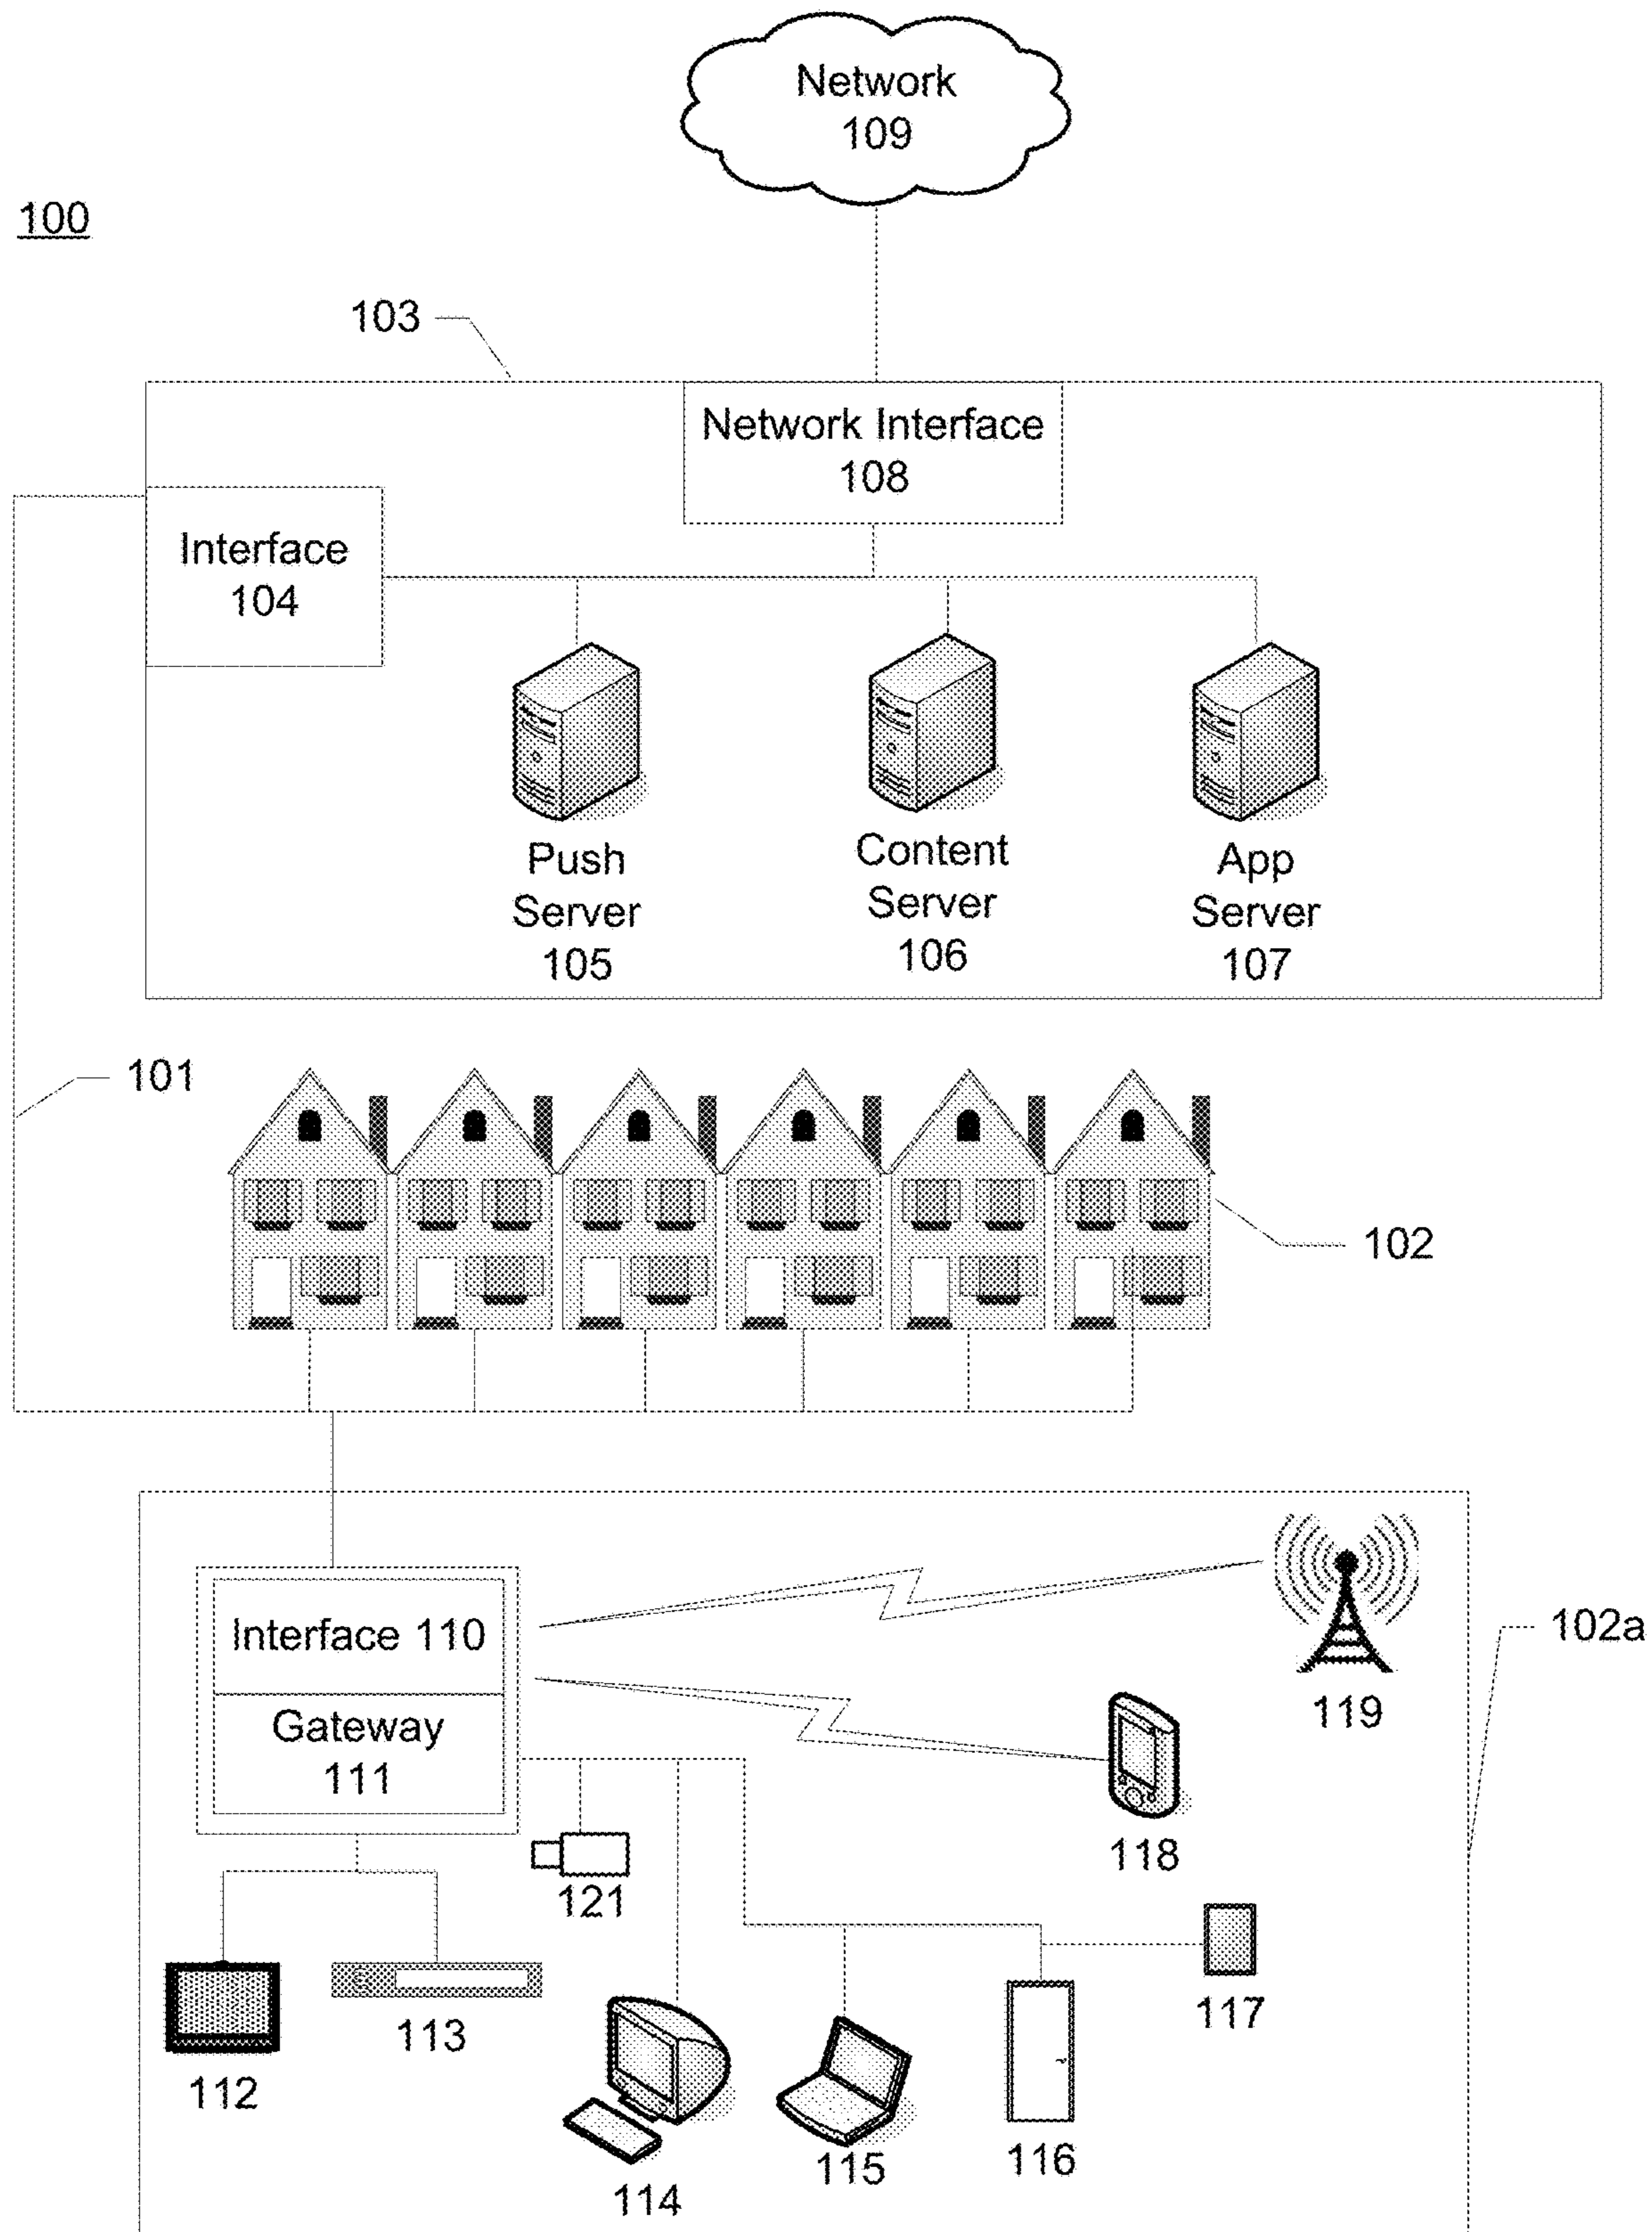 Network
109
100
103
Network Interface
108
Interface
104
Push
Server
105
Content
Server
106
App
Server
107
101
102
Interface 110
Gateway
111
102a
119
118
121
117
113
112
116
115
114